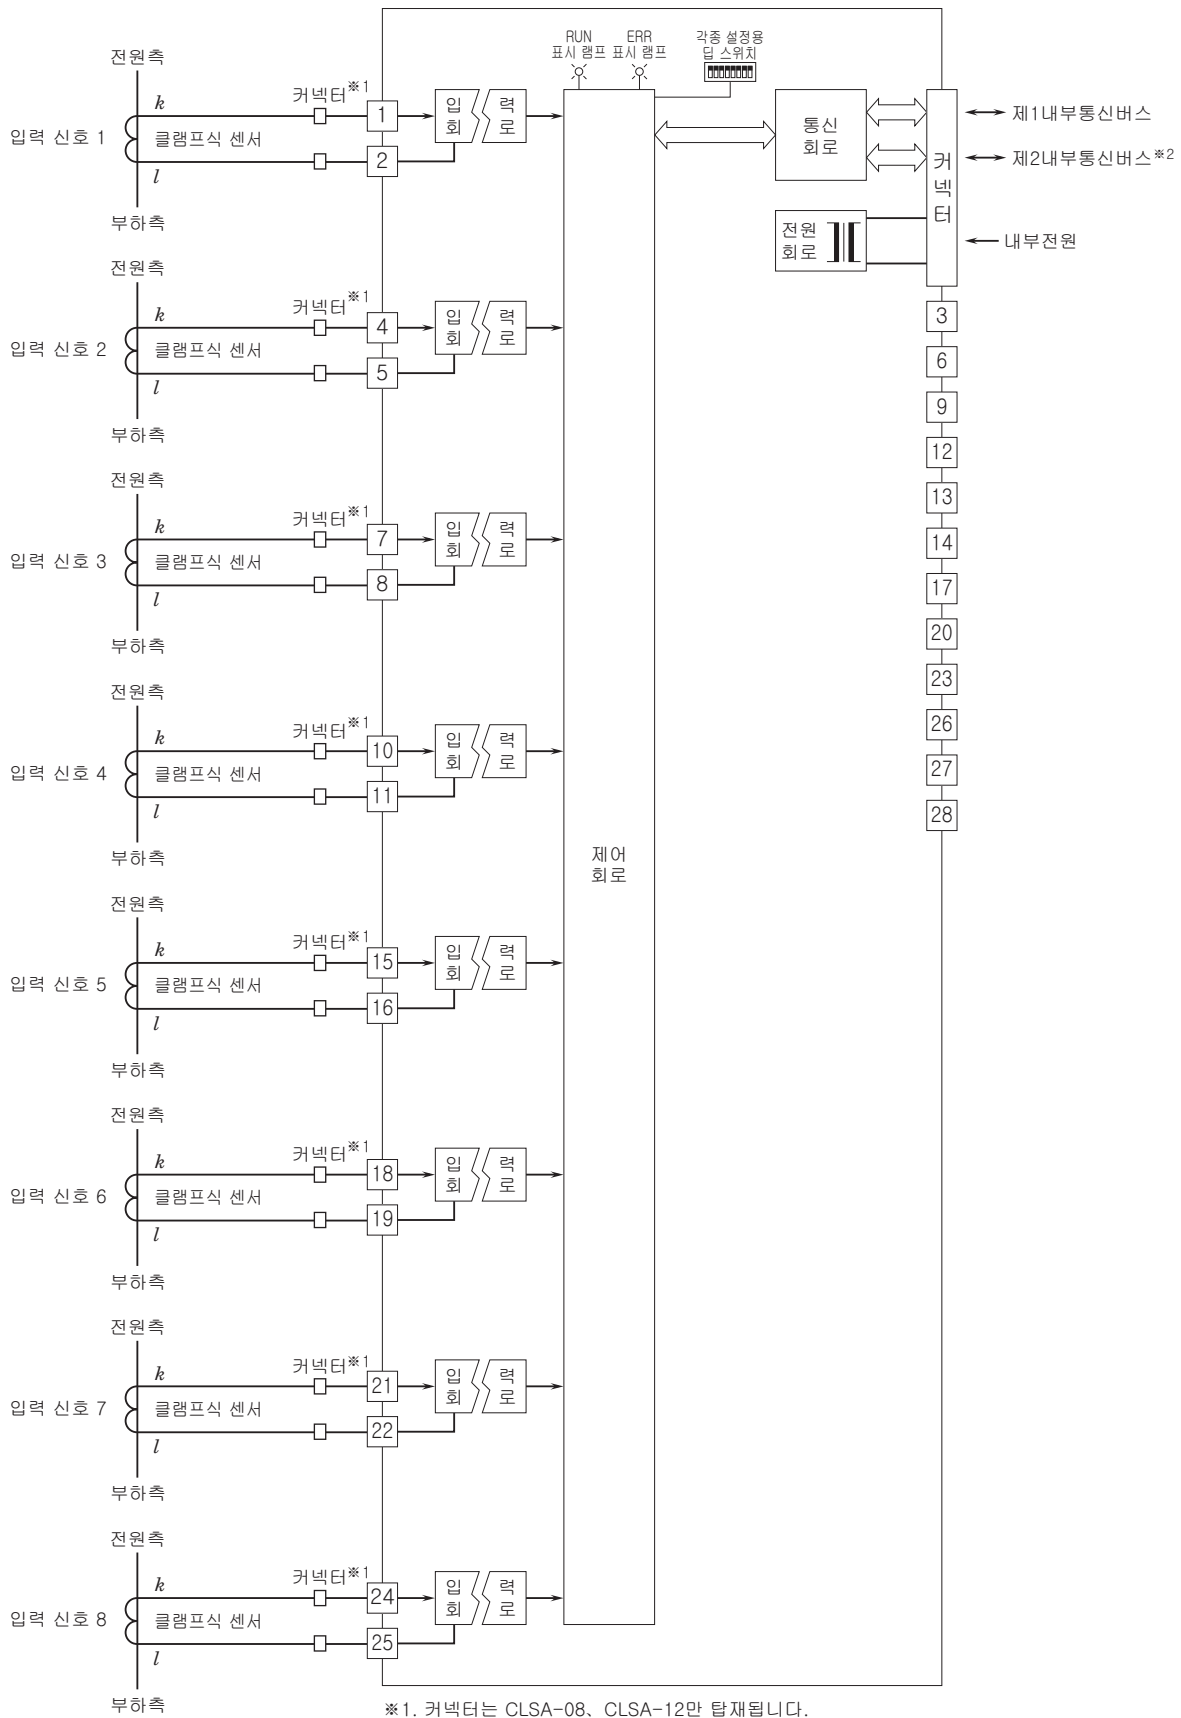 RUN
표시 램프
ERR
표시 램프
각종 설정용
딥 스위치
전원측
입력 신호 1
k
클램프식 센서
l
커넥터※1
1
2
입력
회로
부하측
통신
회로
커넥터
제1내부통신버스
제2내부통신버스※2
전원
회로
내부전원
전원측
입력 신호 2
k
클램프식 센서
l
커넥터※1
4
5
입력
회로
부하측
3
6
9
12
13
14
17
20
23
26
27
28
전원측
입력 신호 3
k
클램프식 센서
l
커넥터※1
7
8
입력
회로
부하측
전원측
입력 신호 4
k
클램프식 센서
l
커넥터※1
10
11
입력
회로
부하측
제어
회로
전원측
입력 신호 5
k
클램프식 센서
l
커넥터※1
15
16
입력
회로
부하측
전원측
입력 신호 6
k
클램프식 센서
l
커넥터※1
18
19
입력
회로
부하측
전원측
입력 신호 7
k
클램프식 센서
l
커넥터※1
21
22
입력
회로
부하측
전원측
입력 신호 8
k
클램프식 센서
l
커넥터※1
24
25
입력
회로
부하측
※1. 커넥터는 CLSA-08、CLSA-12만 탑재됩니다.